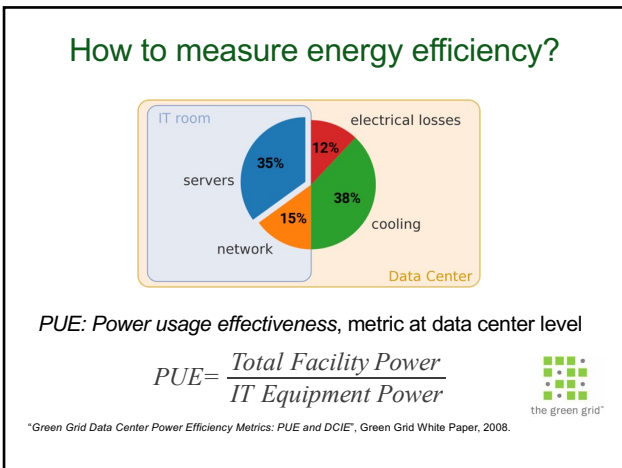 How to measure energy efficiency?
IT room
electrical losses
12%
35%
servers
38%
15%
cooling
network
Data Center
PUE: Power usage effectiveness, metric at data center level
PUE= Total Facility Power
IT Equipment Power
the green grid™
“Green Grid Data Center Power Efficiency Metrics: PUE and DCIE”, Green Grid White Paper, 2008.